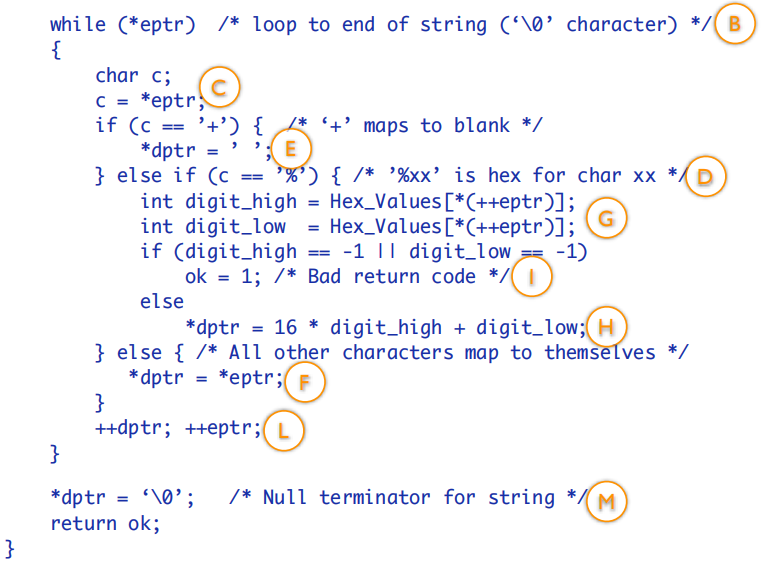 while (*eptr)  /* loop to end of string (‘\0’ character) */ B
{
char c;
c = *eptr; C
if (c == ’+’) {  /* ‘+’ maps to blank */
*dptr = ’ ’; E
} else if (c == ’%’) { /* ’%xx’ is hex for char xx */ D
int digit_high = Hex_Values[*(++eptr)];
int digit_low  = Hex_Values[*(++eptr)]; G
if (digit_high == -1 || digit_low == -1)
ok = 1; /* Bad return code */ I
else
*dptr = 16 * digit_high + digit_low; H
} else { /* All other characters map to themselves */
*dptr = *eptr; F
}
++dptr; ++eptr; L
}
*dptr = ‘\0’;   /* Null terminator for string */ M
return ok;
}